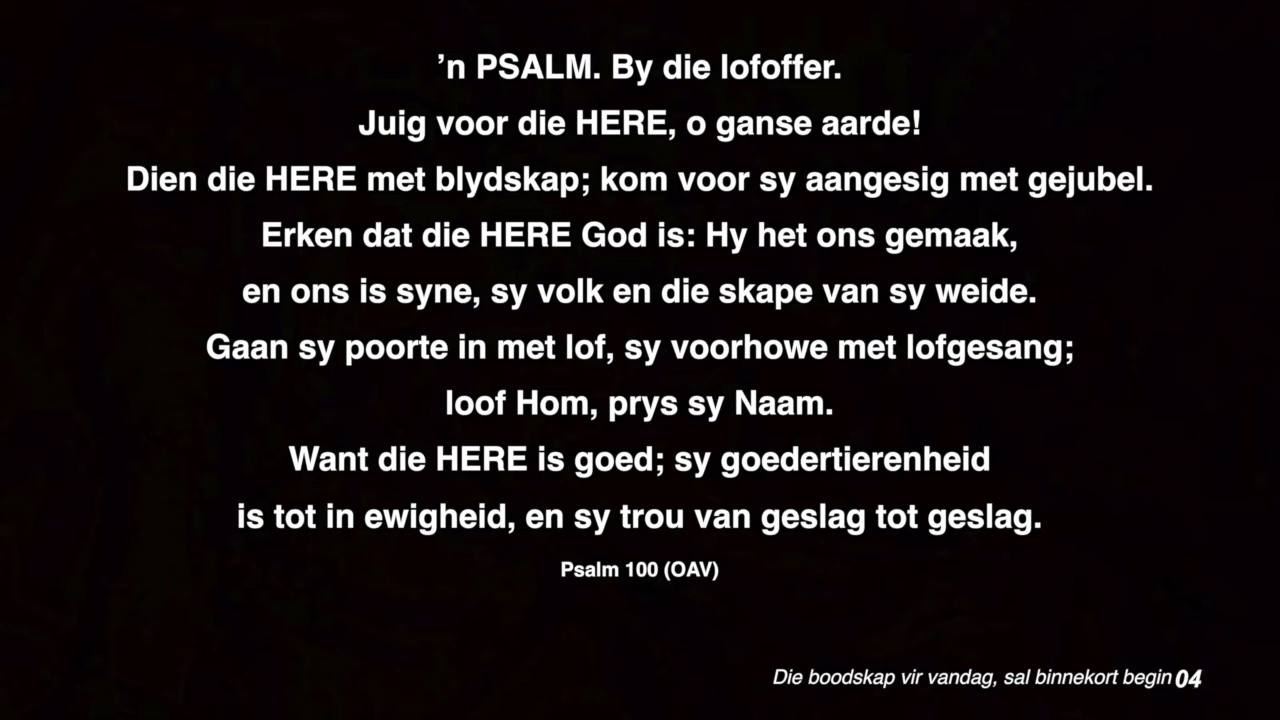 ’n PSALM. By die lofoffer.
Juig voor die HERE, o ganse aarde!
Dien die HERE met blydskap; kom voor sy aangesig met gejubel.
Erken dat die HERE God is: Hy het ons gemaak,
en ons is syne, sy volk en die skape van sy weide.
Gaan sy poorte in met lof, sy voorhowe met lofgesang;
loof Hom, prys sy Naam.
Want die HERE is goed; sy goedertierenheid
is tot in ewigheid, en sy trou van geslag tot geslag.
Psalm 100 (OAV)
Die boodskap vir vandag, sal binnekort begin 04